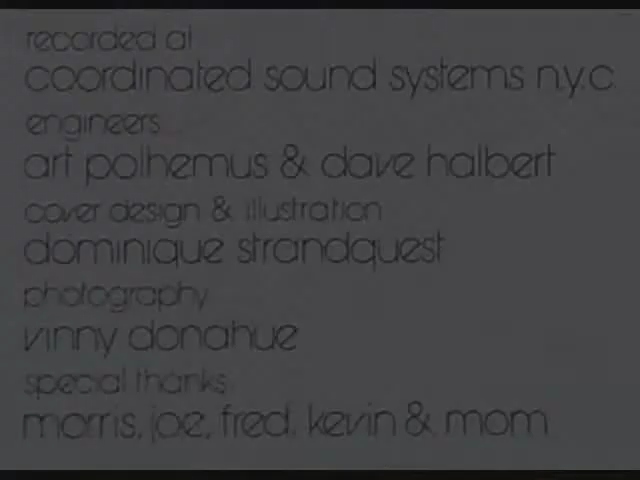 recorded at
coordinated sound systems n.y.c.
engineers
art polhemus & dave halbert
cover design & illustration
dominique strandquest
photography
vinny donahue
special thanks
morris, joe, fred, kevin & mom